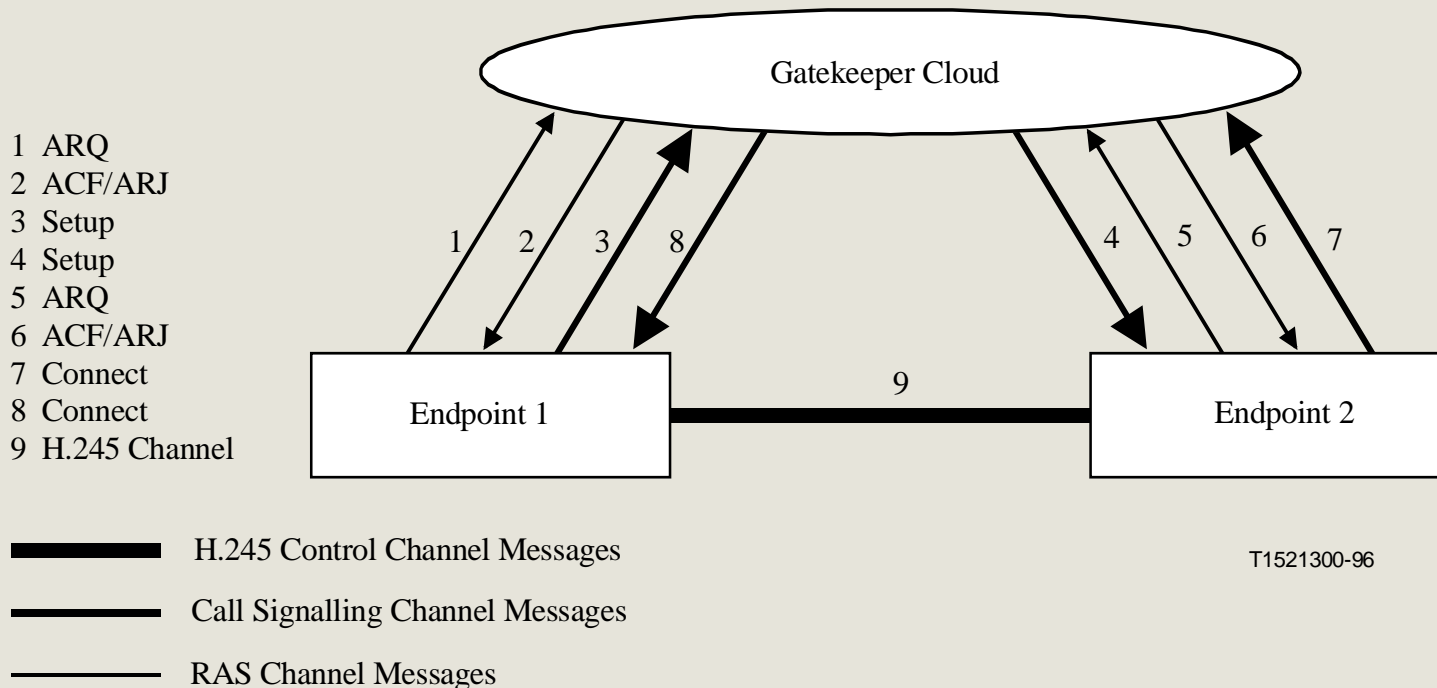 Gatekeeper Cloud
1 ARQ
2 ACF/ARJ
3 Setup
4 Setup
5 ARQ
6 ACF/ARJ
7 Connect
8 Connect
9 H.245 Channel
1 2 3 8 4 5 6 7
9
Endpoint 1
Endpoint 2
H.245 Control Channel Messages
T1521300-96
Call Signalling Channel Messages
RAS Channel Messages